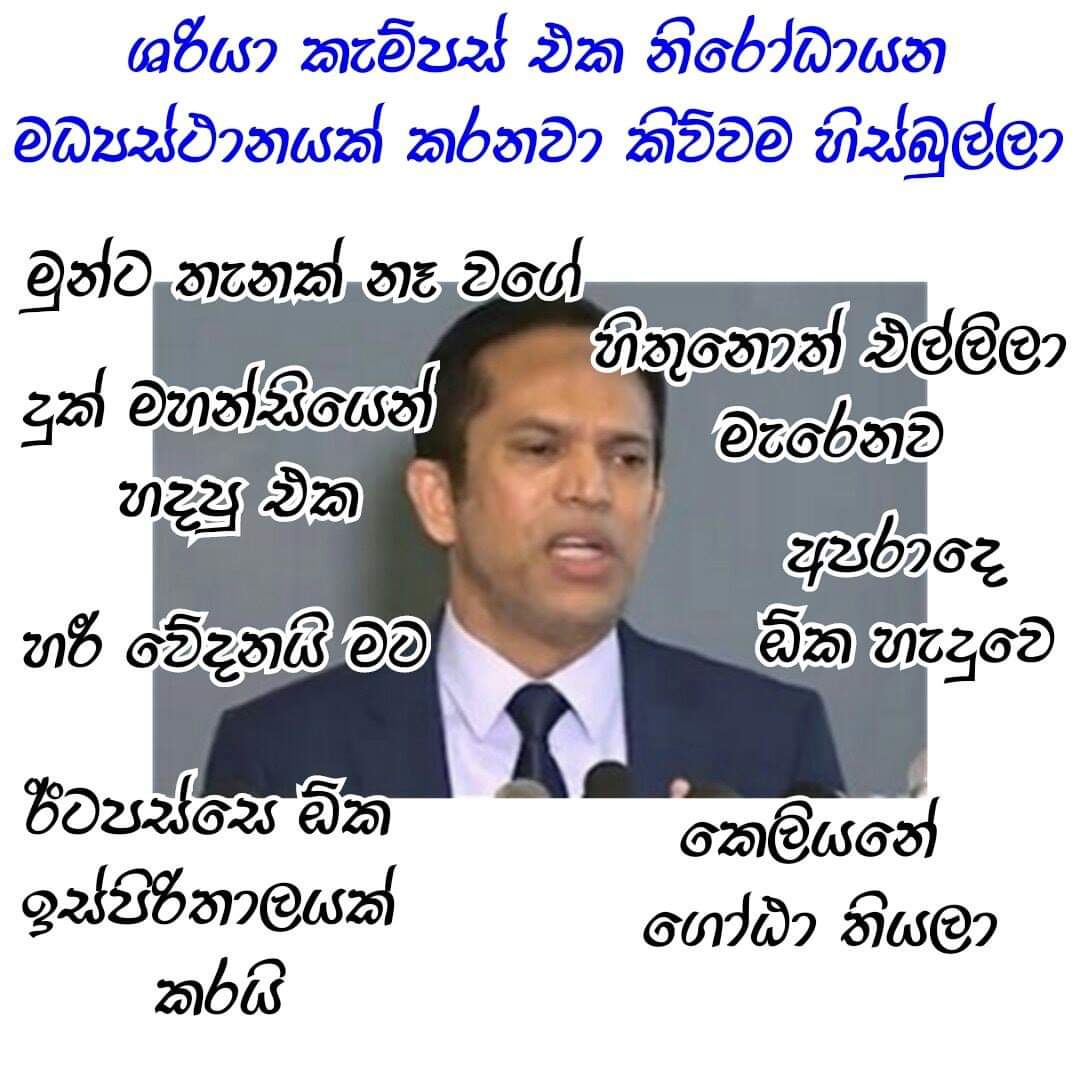 ශරියා කැම්පස් එක නිරෝධායන
මධ්‍යස්ථානයක් කරනවා කිව්වම හිස්බුල්ලා
මුන්ට තැනක් නෑ වගේ
දුක් මහන්සියෙන්
හදපු එක
හරී වේදනයි මට
ඊටපස්සෙ ඕක
ඉස්පිරිතාලයක්
කරයි
හිතුනොත් එල්ලිලා
මැරෙනව
අපරාදෙ
ඕක හැදුවෙ
කෙලියනේ
ගෝඨා තියලා